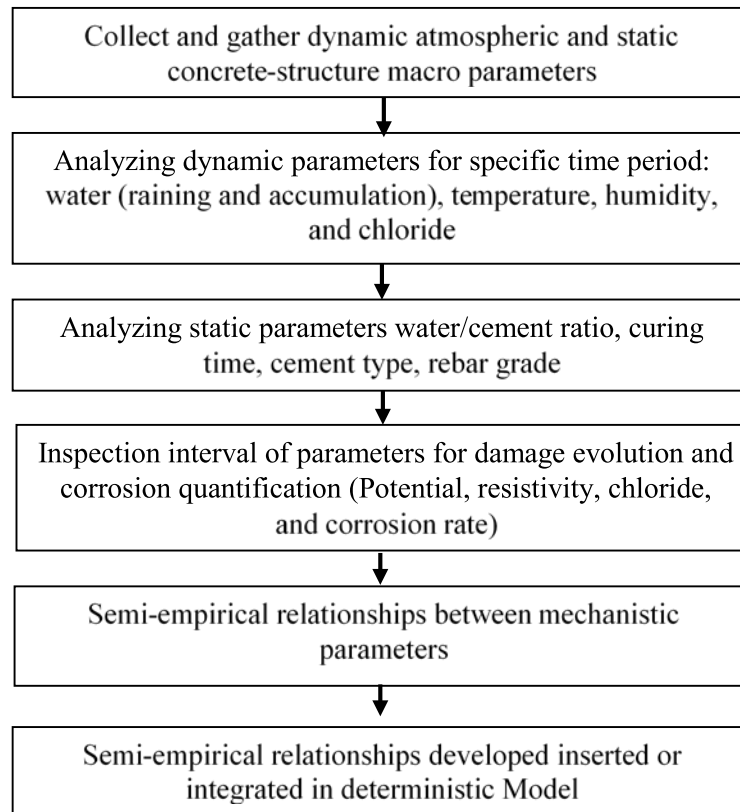 Collect and gather dynamic atmospheric and static
concrete-structure macro parameters
Analyzing dynamic parameters for specific time period:
water (raining and accumulation), temperature, humidity,
and chloride
Analyzing static parameters water/cement ratio, curing
time, cement type, rebar grade
Inspection interval of parameters for damage evolution and
corrosion quantification (Potential, resistivity, chloride,
and corrosion rate)
Semi-empirical relationships between mechanistic
parameters
Semi-empirical relationships developed inserted or
integrated in deterministic Model